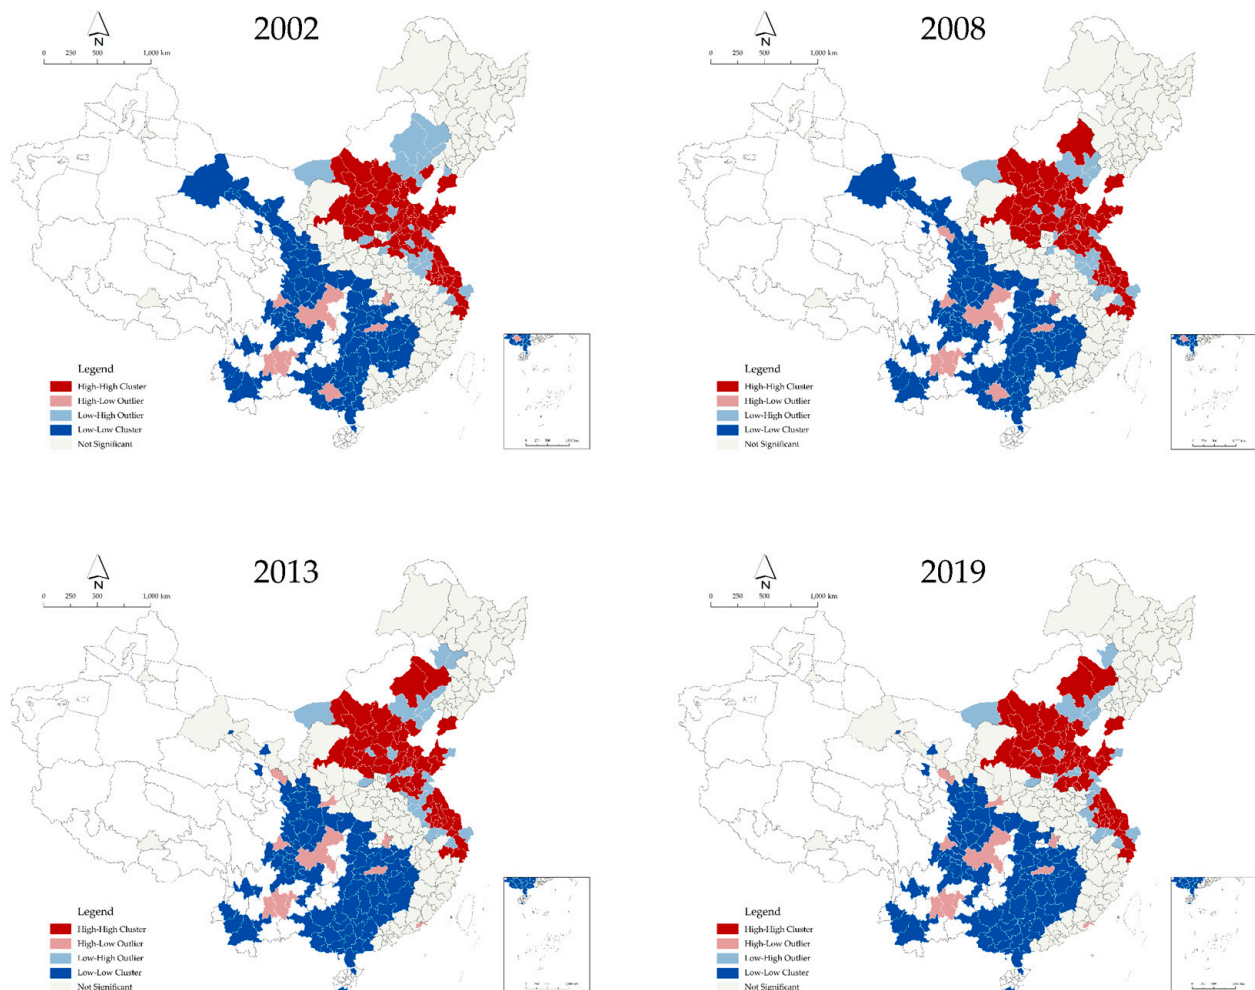 2002
N
0 250 500 1,000 km
Legend
High-High Cluster
High-Low Outlier
Low-High Outlier
Low-Low Cluster
Not Significant
2008
N
0 250 500 1,000 km
Legend
High-High Cluster
High-Low Outlier
Low-High Outlier
Low-Low Cluster
Not Significant
2013
N
0 250 500 1,000 km
Legend
High-High Cluster
High-Low Outlier
Low-High Outlier
Low-Low Cluster
Not Significant
2019
N
0 250 500 1,000 km
Legend
High-High Cluster
High-Low Outlier
Low-High Outlier
Low-Low Cluster
Not Significant